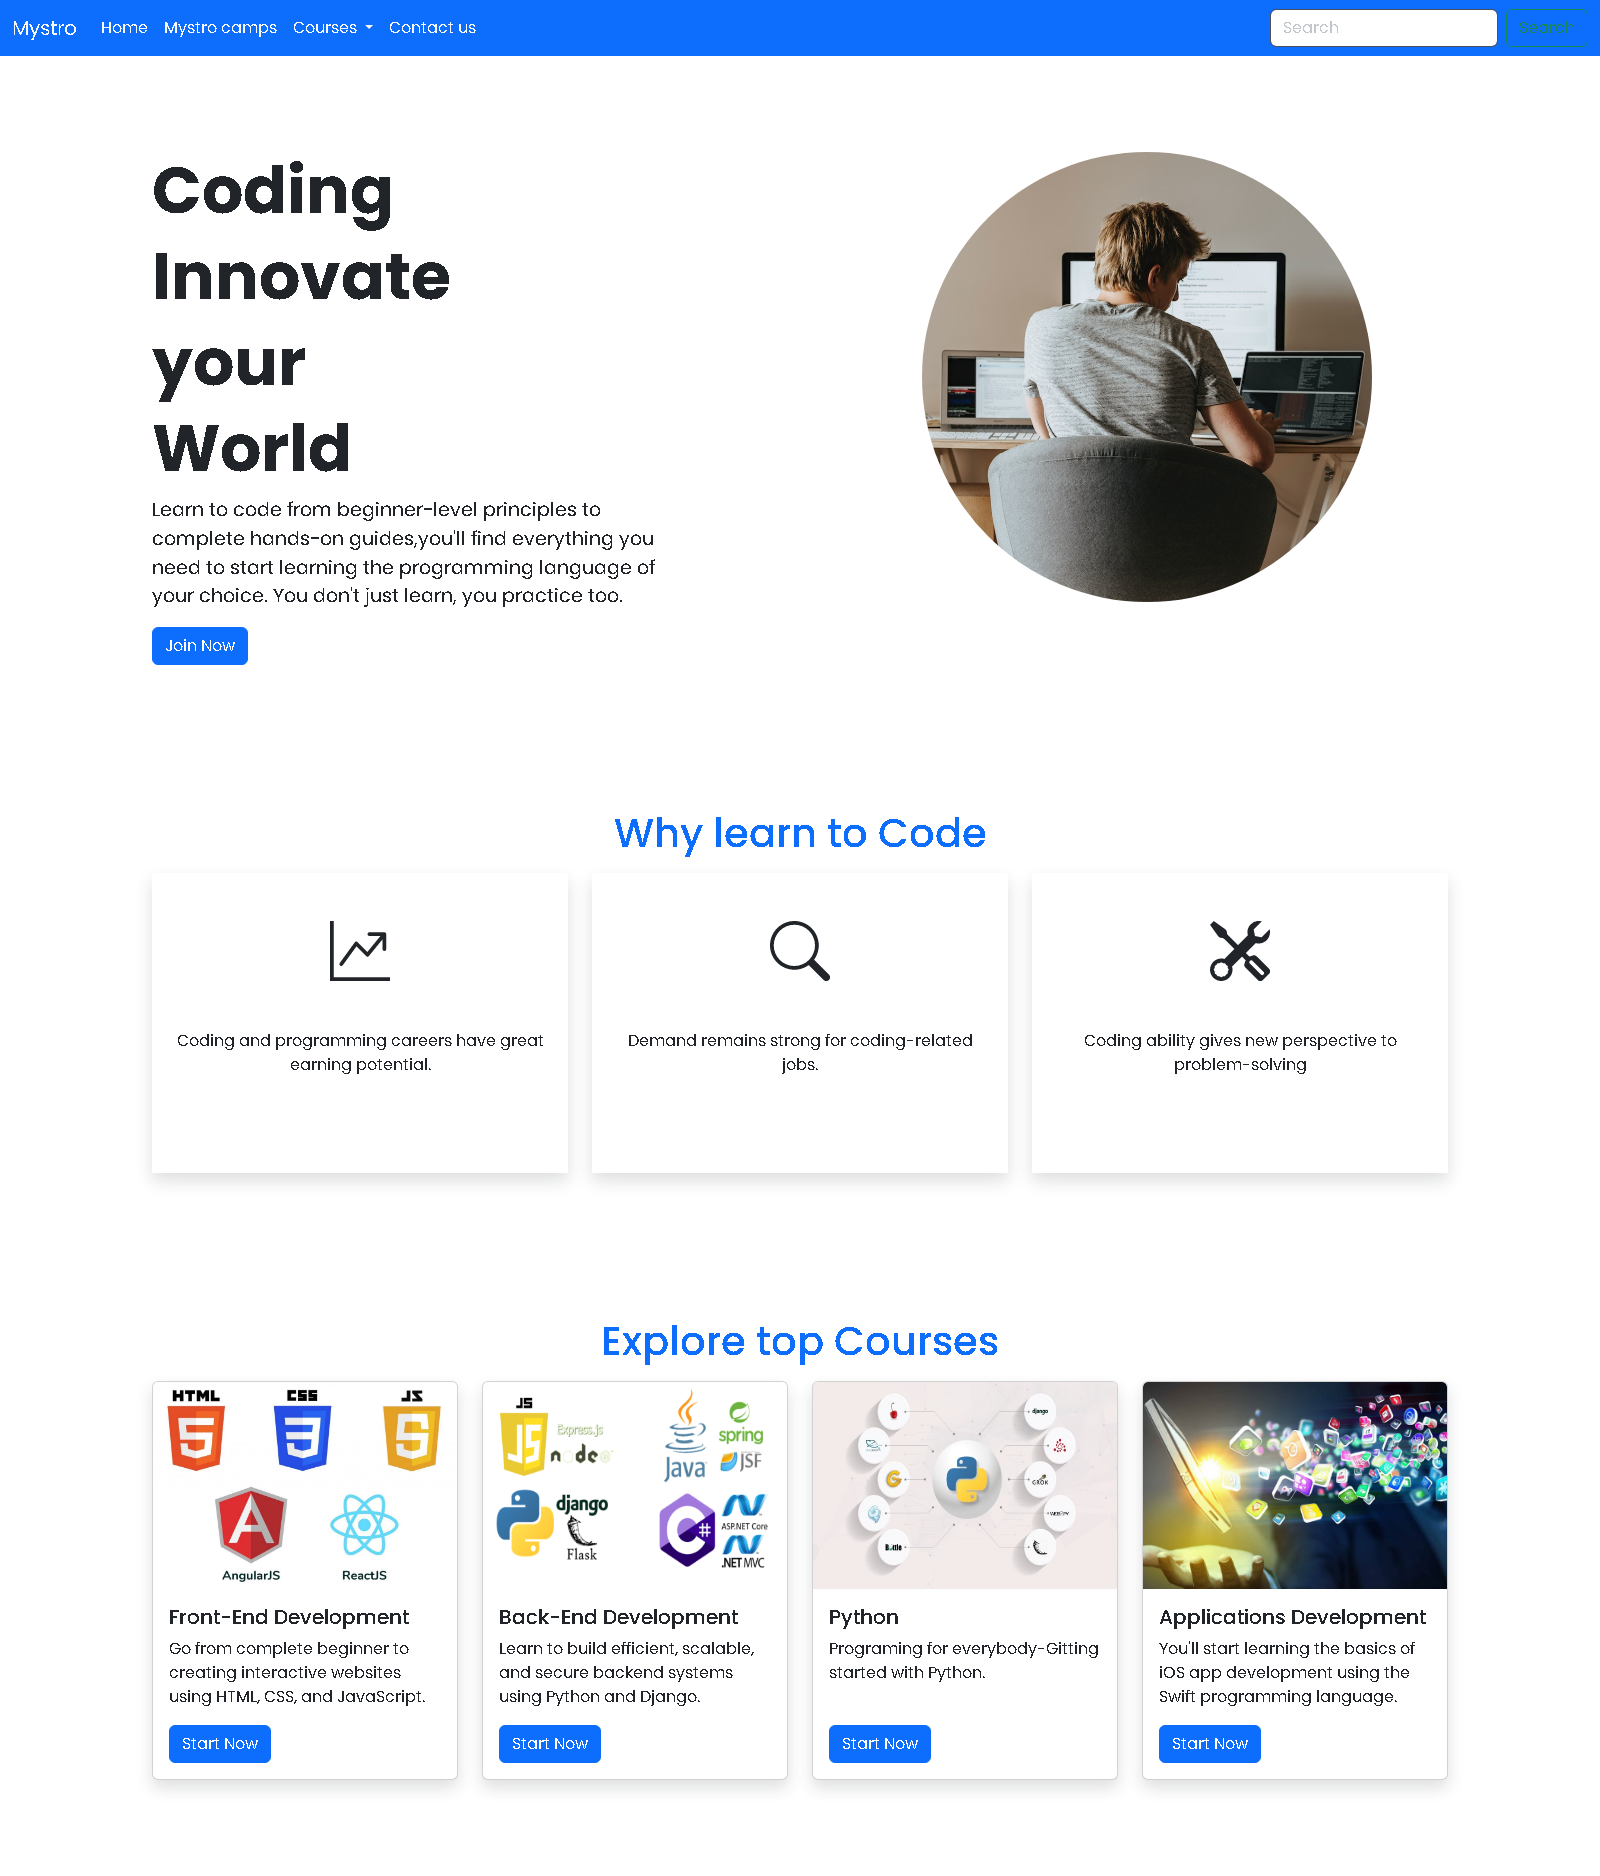 Mystro Home Mystro camps Courses Contact us Search Search
Coding
Innovate
your
World
Learn to code from beginner-level principles to
complete hands-on guides,you'll find everything you
need to start learning the programming language of
your choice. You don't just learn, you practice too.
Join Now
Why learn to Code
Coding and programming careers have great
earning potential.
Demand remains strong for coding-related
jobs.
Coding ability gives new perspective to
problem-solving
Explore top Courses
HTML CSS JS
5 3 5
AngularJS ReactJS
JS
JS
Express.js
node
Java
spring
JSF
django
Flask
C#
ASP.NET Core
.NET MVC
django
GROK
WEB2PY
Bottle
Front-End Development
Go from complete beginner to
creating interactive websites
using HTML, CSS, and JavaScript.
Start Now
Back-End Development
Learn to build efficient, scalable,
and secure backend systems
using Python and Django.
Start Now
Python
Programing for everybody-Gitting
started with Python.
Start Now
Applications Development
You'll start learning the basics of
iOS app development using the
Swift programming language.
Start Now